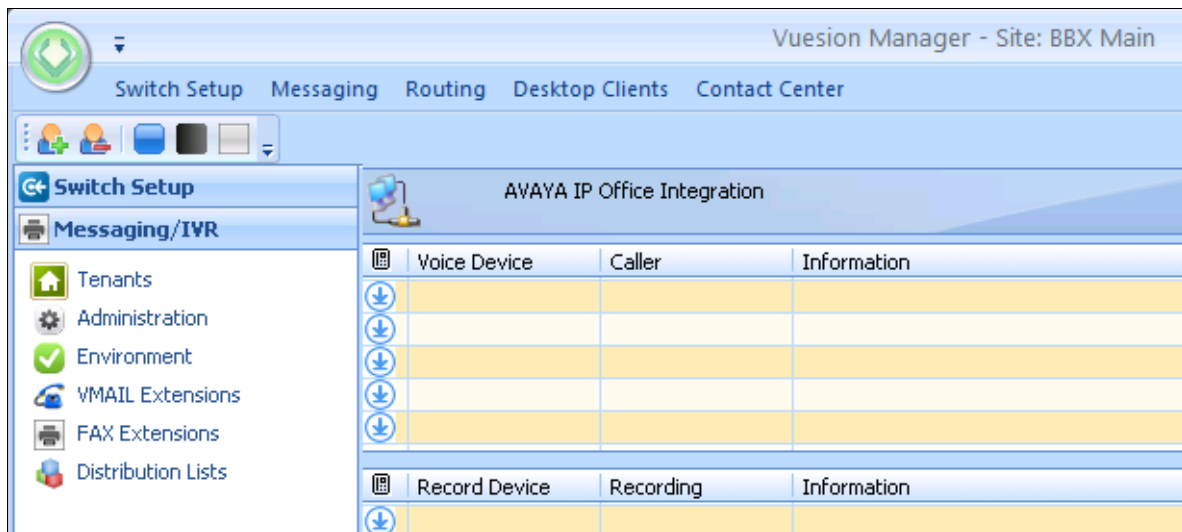 Vuesion Manager - Site: BBX Main
Switch Setup Messaging Routing Desktop Clients Contact Center
Switch Setup
Messaging/IVR
Tenants
Administration
Environment
VMAIL Extensions
FAX Extensions
Distribution Lists
AVAYA IP Office Integration
Voice Device Caller Information
Record Device Recording Information